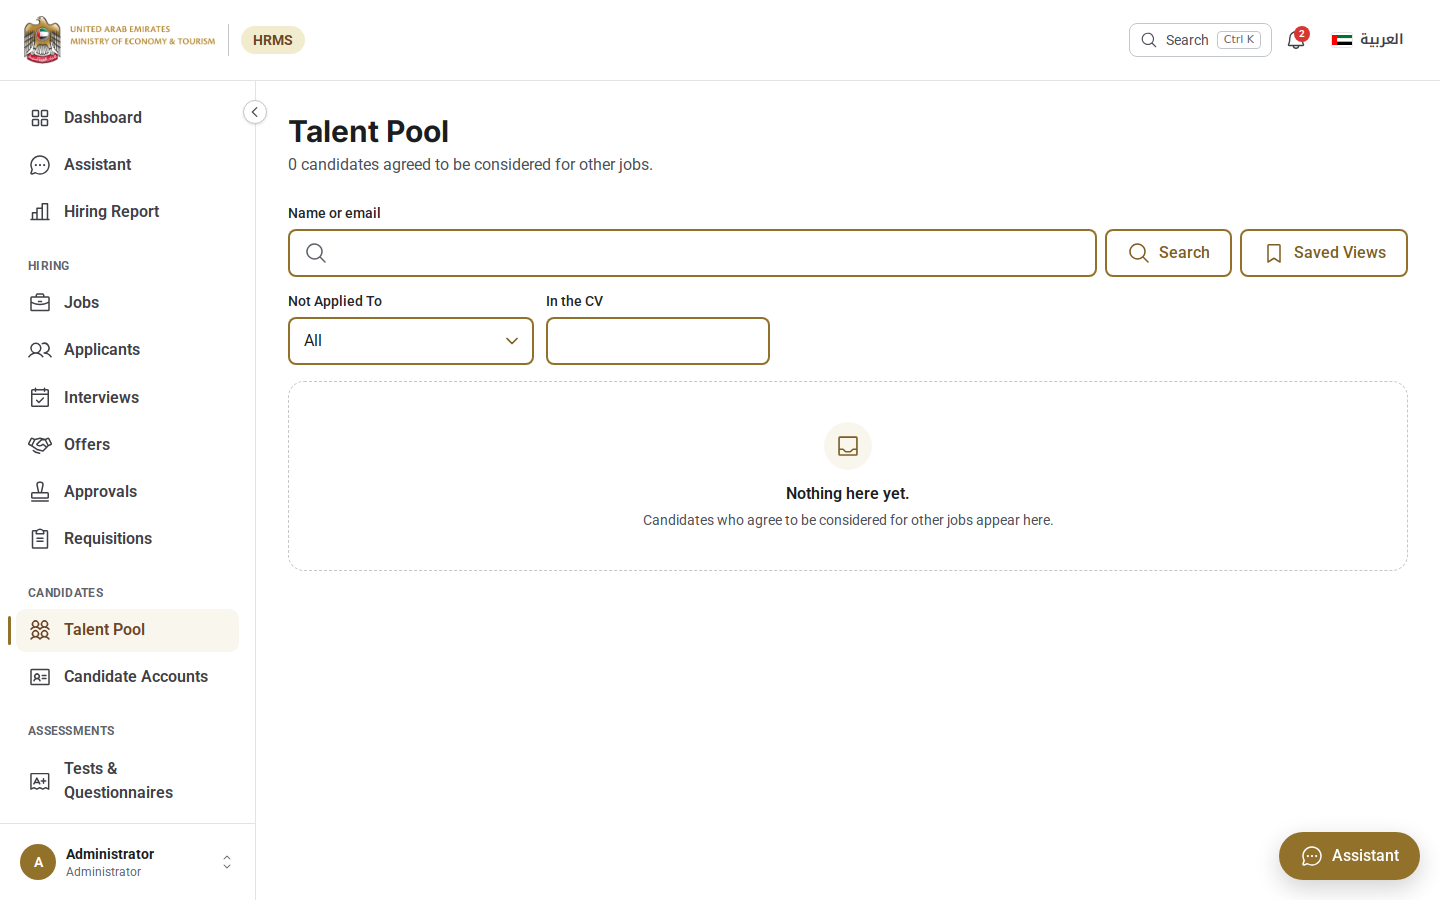 UNITED ARAB EMIRATES
MINISTRY OF ECONOMY & TOURISM
HRMS
Search
Ctrl K
2
العربية
Dashboard
Assistant
Hiring Report
HIRING
Jobs
Applicants
Interviews
Offers
Approvals
Requisitions
CANDIDATES
Talent Pool
Candidate Accounts
ASSESSMENTS
Tests &
Questionnaires
A
Administrator
Administrator
Talent Pool
0 candidates agreed to be considered for other jobs.
Name or email
Search
Saved Views
Not Applied To
In the CV
All
Nothing here yet.
Candidates who agree to be considered for other jobs appear here.
Assistant